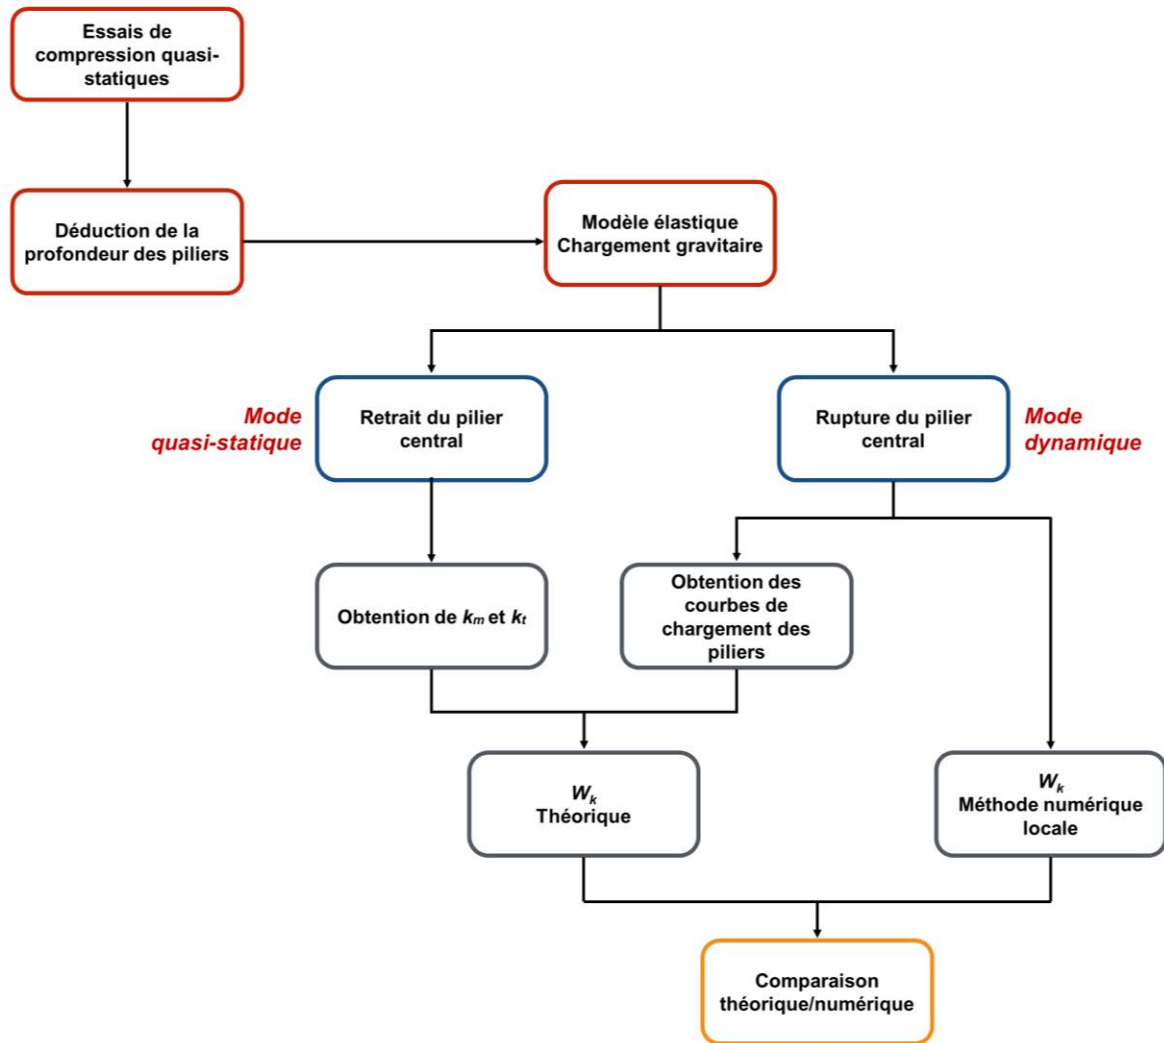 Essais de
compression quasi-
statiques
Déduction de la
profondeur des piliers
Modèle élastique
Chargement gravitaire
Mode
quasi-statique
Retrait du pilier
central
Rupture du pilier
central
Mode
dynamique
Obtention de km et kt
Obtention des
courbes de
chargement des
piliers
Wk
Théorique
Wk
Méthode numérique
locale
Comparaison
théorique/numérique